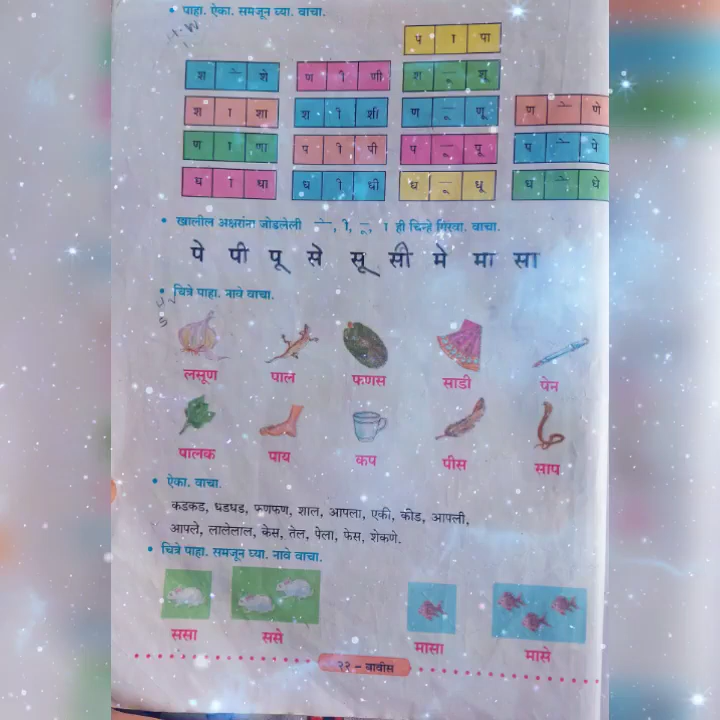 • पाहा. ऐका. समजून घ्या. वाचा.
प ा पा
श े शे ण ी णी श ू शू
श ा शा श ी शी ण ू णू ण े णे
ण ा णा प ी पी प ू पू प े पे
ध ा धा ध ी धी ध ू धू ध े धे
• खालील अक्षरांना जोडलेली े, ी, ू, ा ही चिन्हे गिरवा. वाचा.
पे पी पू से सू सी मे मा सा
• चित्रे पाहा. नावे वाचा.
लसूण पाल फणस साडी पेन
पालक पाय कप पीस साप
• ऐका. वाचा.
कडकड, धडधड, फणफण, शाल, आपला, एकी, कीड, आपली,
आपले, लालेलाल, केस, तेल, पेला, फेस, शेकणे.
• चित्रे पाहा. समजून घ्या. नावे वाचा.
ससा ससे मासा मासे
२२ – बावीस